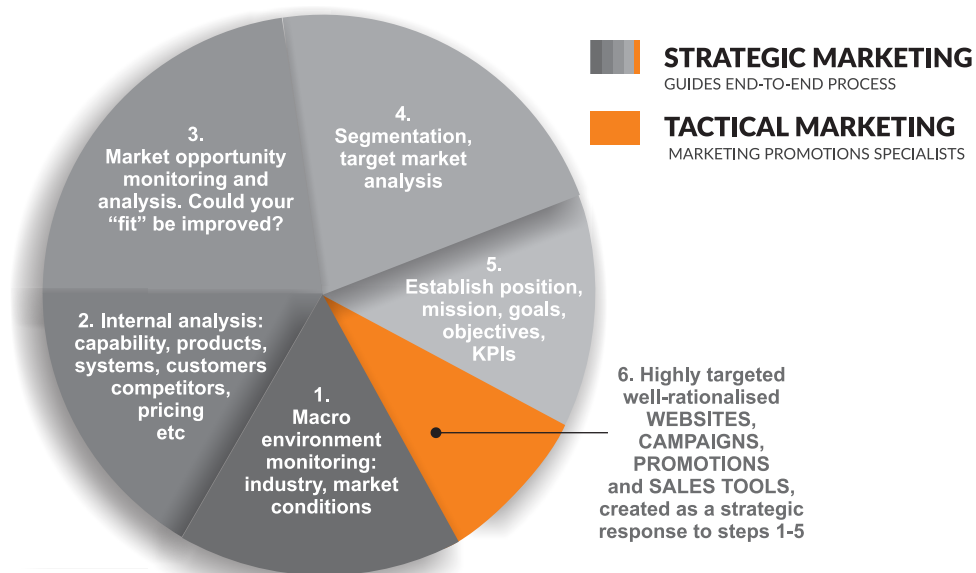 STRATEGIC MARKETING
GUIDES END-TO-END PROCESS
TACTICAL MARKETING
MARKETING PROMOTIONS SPECIALISTS
1.
Macro
environment
monitoring:
industry, market
conditions
2. Internal analysis:
capability, products,
systems, customers
competitors,
pricing
etc
3.
Market opportunity
monitoring and
analysis. Could your
“fit” be improved?
4.
Segmentation,
target market
analysis
5.
Establish position,
mission, goals,
objectives,
KPIs
6. Highly targeted
well-rationalised
WEBSITES,
CAMPAIGNS,
PROMOTIONS
and SALES TOOLS,
created as a strategic
response to steps 1-5